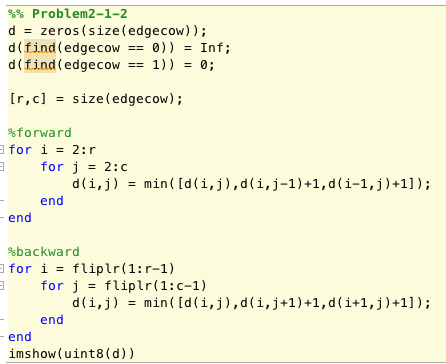 %% Problem2-1-2
d = zeros(size(edgecow));
d(find(edgecow == 0)) = Inf;
d(find(edgecow == 1)) = 0;

[r,c] = size(edgecow);

%forward
for i = 2:r
    for j = 2:c
        d(i,j) = min([d(i,j),d(i,j-1)+1,d(i-1,j)+1]);
    end
end

%backward
for i = fliplr(1:r-1)
    for j = fliplr(1:c-1)
        d(i,j) = min([d(i,j),d(i,j+1)+1,d(i+1,j)+1]);
    end
end
imshow(uint8(d))